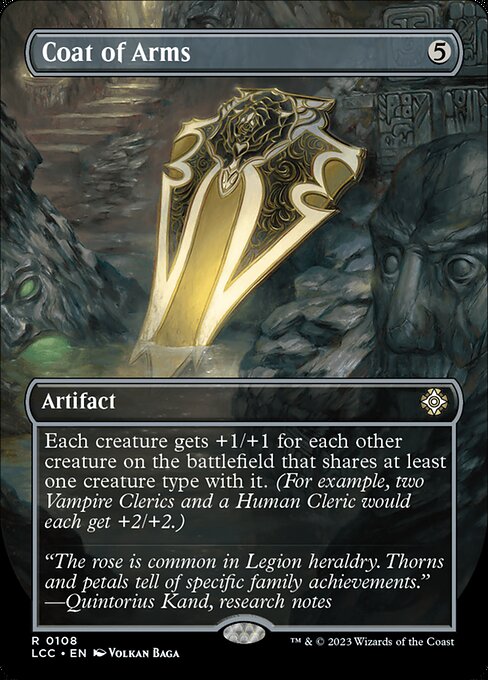 Coat of Arms 5
Artifact
Each creature gets +1/+1 for each other
creature on the battlefield that shares at least
one creature type with it. (For example, two
Vampire Clerics and a Human Cleric would
each get +2/+2.)
“The rose is common in Legion heraldry. Thorns
and petals tell of specific family achievements.”
—Quintorius Kand, research notes
R 0108
LCC • EN Volkan Baga
™ & © 2023 Wizards of the Coast